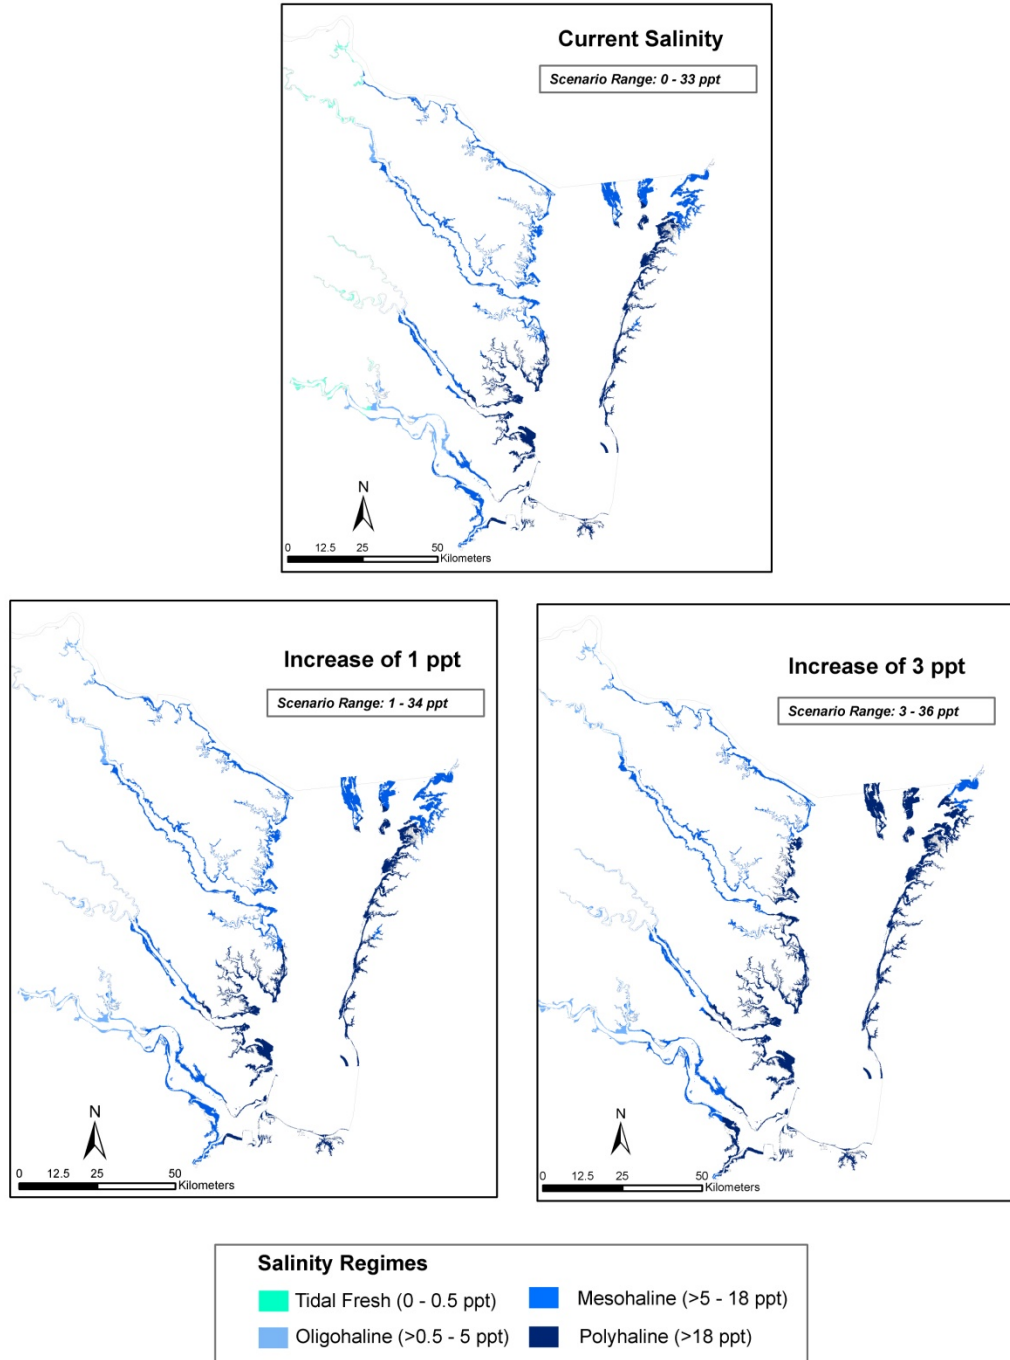 Current Salinity
Scenario Range: 0 - 33 ppt
N
0 12.5 25 50 Kilometers
Increase of 1 ppt
Scenario Range: 1 - 34 ppt
N
0 12.5 25 50 Kilometers
Increase of 3 ppt
Scenario Range: 3 - 36 ppt
N
0 12.5 25 50 Kilometers
Salinity Regimes
Tidal Fresh (0 - 0.5 ppt)
Mesohaline (>5 - 18 ppt)
Oligohaline (>0.5 - 5 ppt)
Polyhaline (>18 ppt)